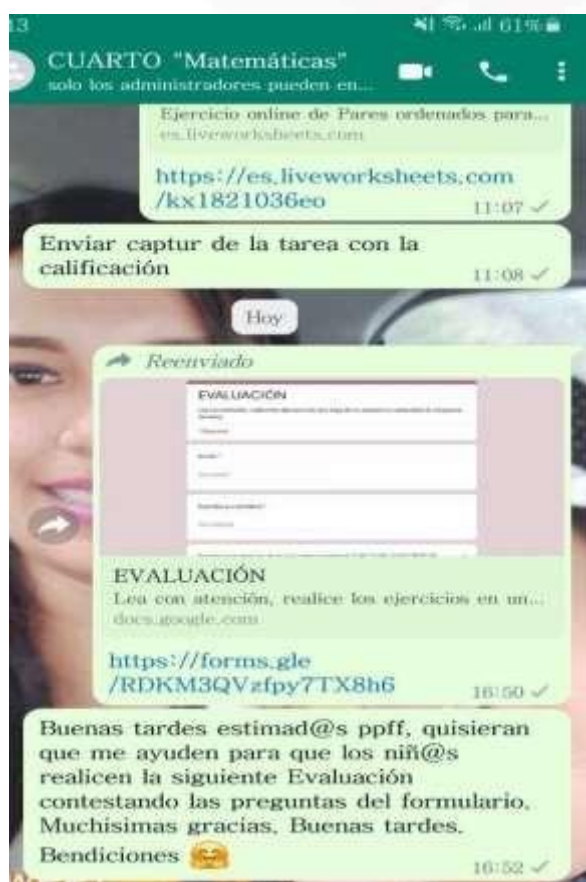 13
61%
CUARTO "Matemáticas"
solo los administradores pueden en...
Ejercicio online de Pares ordenados para...
es.liveworksheets.com
https://es.liveworksheets.com
/kx1821036eo
11:07
Enviar captur de la tarea con la
calificación
11:08
Hoy
Reenviado
EVALUACIÓN
EVALUACIÓN
Lea con atención, realice los ejercicios en un...
docs.google.com
https://forms.gle
/RDKM3QVzfpy7TX8h6
16:50
Buenas tardes estimad@s ppff, quisieran
que me ayuden para que los niñ@s
realicen la siguiente Evaluación
contestando las preguntas del formulario.
Muchisimas gracias. Buenas tardes.
Bendiciones 🤗
16:52